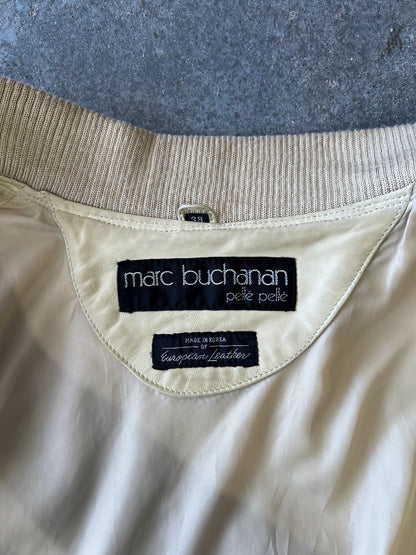 38
marc buchanan
pellé pellé
MADE IN KOREA
OF
European Leather